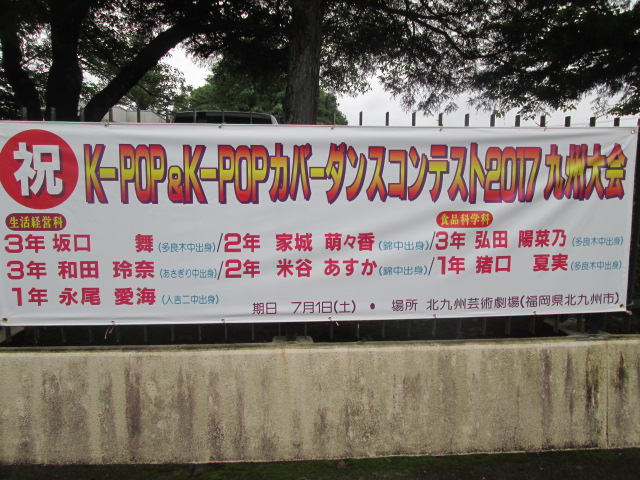 祝 K-POP&K-POPカバーダンスコンテスト2017 九州大会
生活経営科 食品科学科
3年 坂口 舞(多良木中出身)/2年 家城 萌々香(錦中出身)/3年 弘田 陽菜乃(多良木中出身)
3年 和田 玲奈(あさぎり中出身)/2年 米谷 あすか(錦中出身)/1年 猪口 夏実(多良木中出身)
1年 永尾 愛海(人吉二中出身)
期日 7月1日(土) • 場所 北九州芸術劇場(福岡県北九州市)